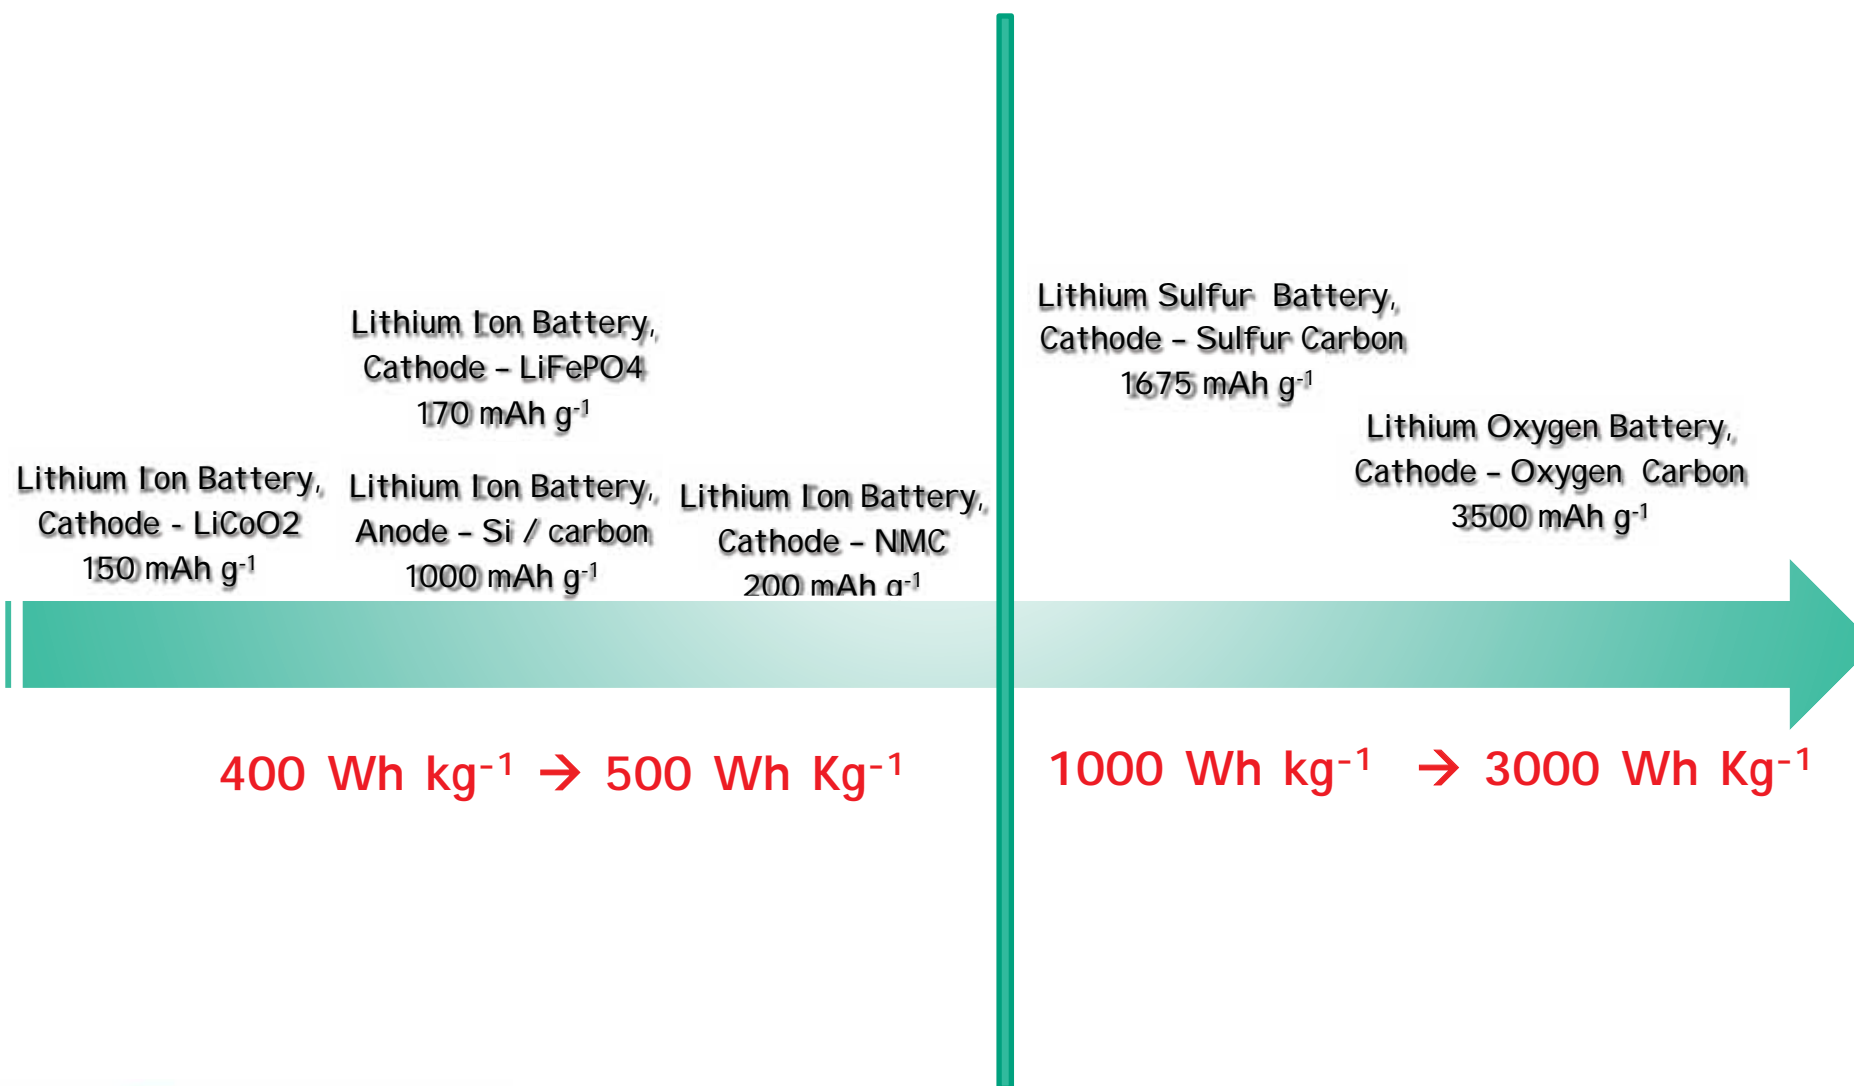 Lithium Ion Battery,
Cathode – LiFePO4
170 mAh g⁻¹
Lithium Ion Battery,
Cathode - LiCoO2
150 mAh g⁻¹
Lithium Ion Battery,
Anode – Si / carbon
1000 mAh g⁻¹
Lithium Ion Battery,
Cathode – NMC
200 mAh g⁻¹
Lithium Sulfur Battery,
Cathode – Sulfur Carbon
1675 mAh g⁻¹
Lithium Oxygen Battery,
Cathode – Oxygen Carbon
3500 mAh g⁻¹
400 Wh kg⁻¹ → 500 Wh Kg⁻¹
1000 Wh kg⁻¹ → 3000 Wh Kg⁻¹